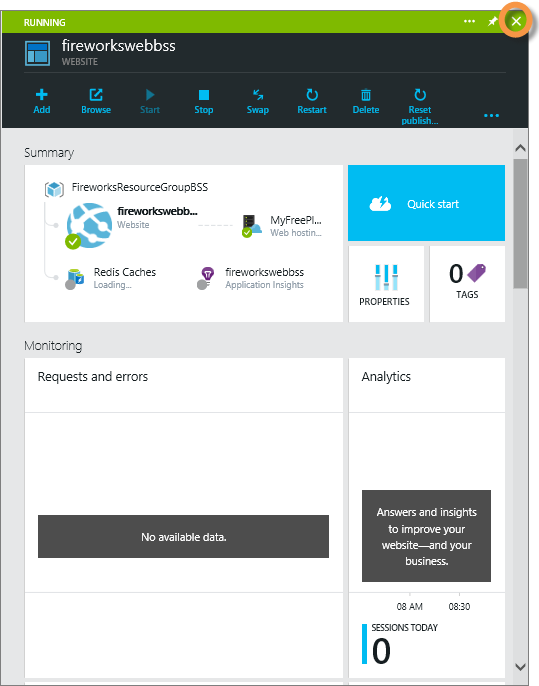 RUNNING
fireworkswebbss
WEBSITE
Add
Browse
Start
Stop
Swap
Restart
Delete
Reset
publish...
Summary
FireworksResourceGroupBSS
fireworkswebb...
Website
MyFreePl...
Web hostin...
Redis Caches
Loading...
fireworkswebbss
Application Insights
Quick start
PROPERTIES
0
TAGS
Monitoring
Requests and errors
No available data.
Analytics
Answers and insights
to improve your
website—and your
business.
08 AM
08:30
SESSIONS TODAY
0